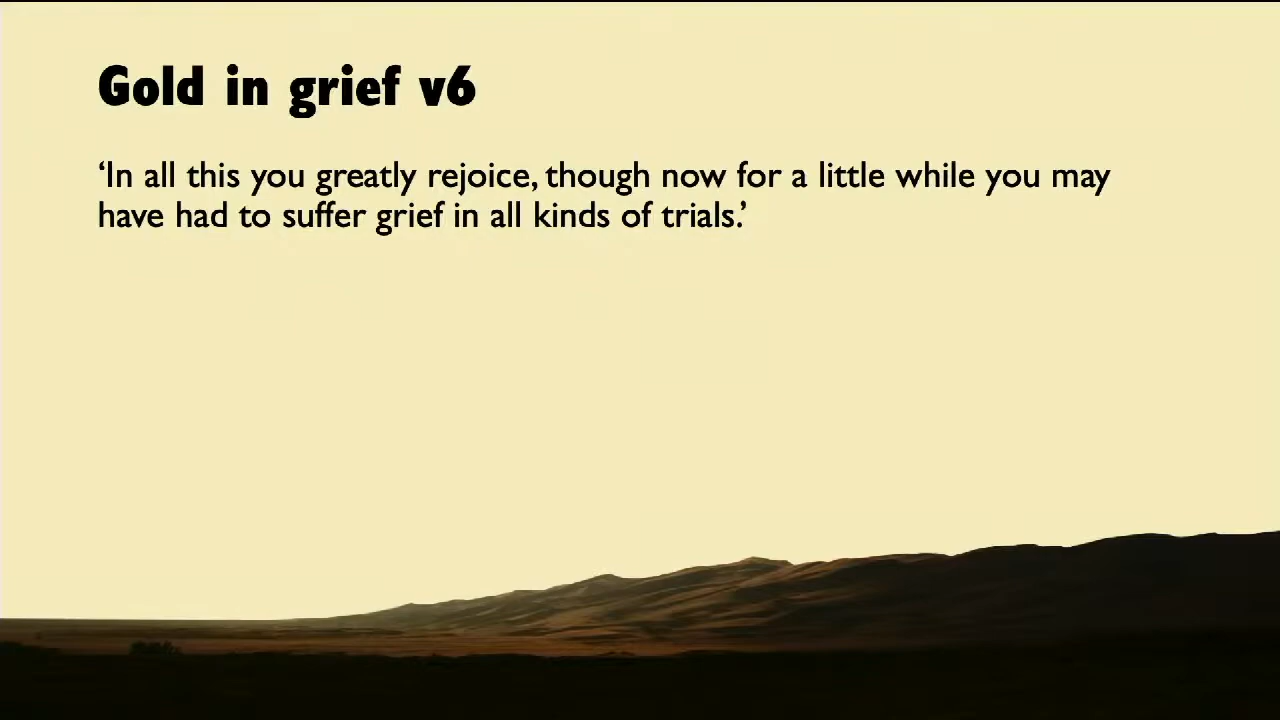 Gold in grief v6
‘In all this you greatly rejoice, though now for a little while you may
have had to suffer grief in all kinds of trials.’